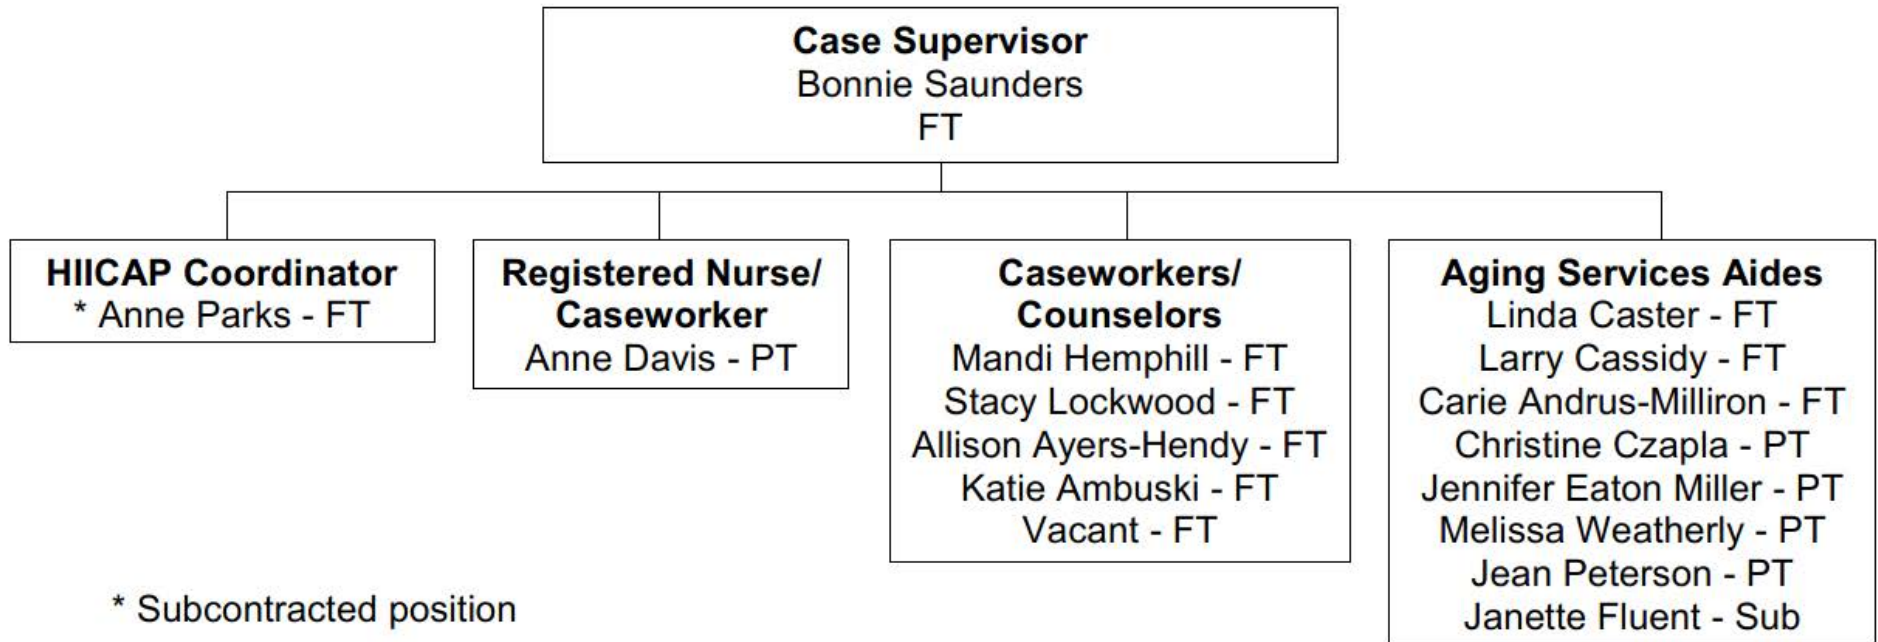 Case Supervisor
Bonnie Saunders
FT
HIICAP Coordinator
* Anne Parks - FT
Registered Nurse/
Caseworker
Anne Davis - PT
Caseworkers/
Counselors
Mandi Hemphill - FT
Stacy Lockwood - FT
Allison Ayers-Hendy - FT
Katie Ambuski - FT
Vacant - FT
Aging Services Aides
Linda Caster - FT
Larry Cassidy - FT
Carie Andrus-Milliron - FT
Christine Czapla - PT
Jennifer Eaton Miller - PT
Melissa Weatherly - PT
Jean Peterson - PT
Janette Fluent - Sub
* Subcontracted position